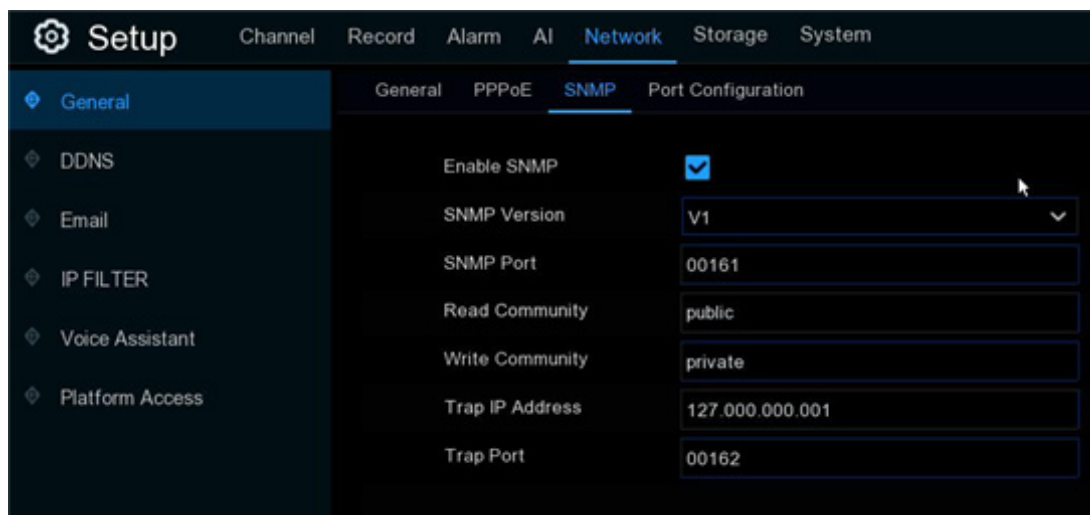 Setup Channel Record Alarm AI Network Storage System
General PPPoE SNMP Port Configuration
General
DDNS
Email
IP FILTER
Voice Assistant
Platform Access
Enable SNMP
SNMP Version V1
SNMP Port 00161
Read Community public
Write Community private
Trap IP Address 127.000.000.001
Trap Port 00162